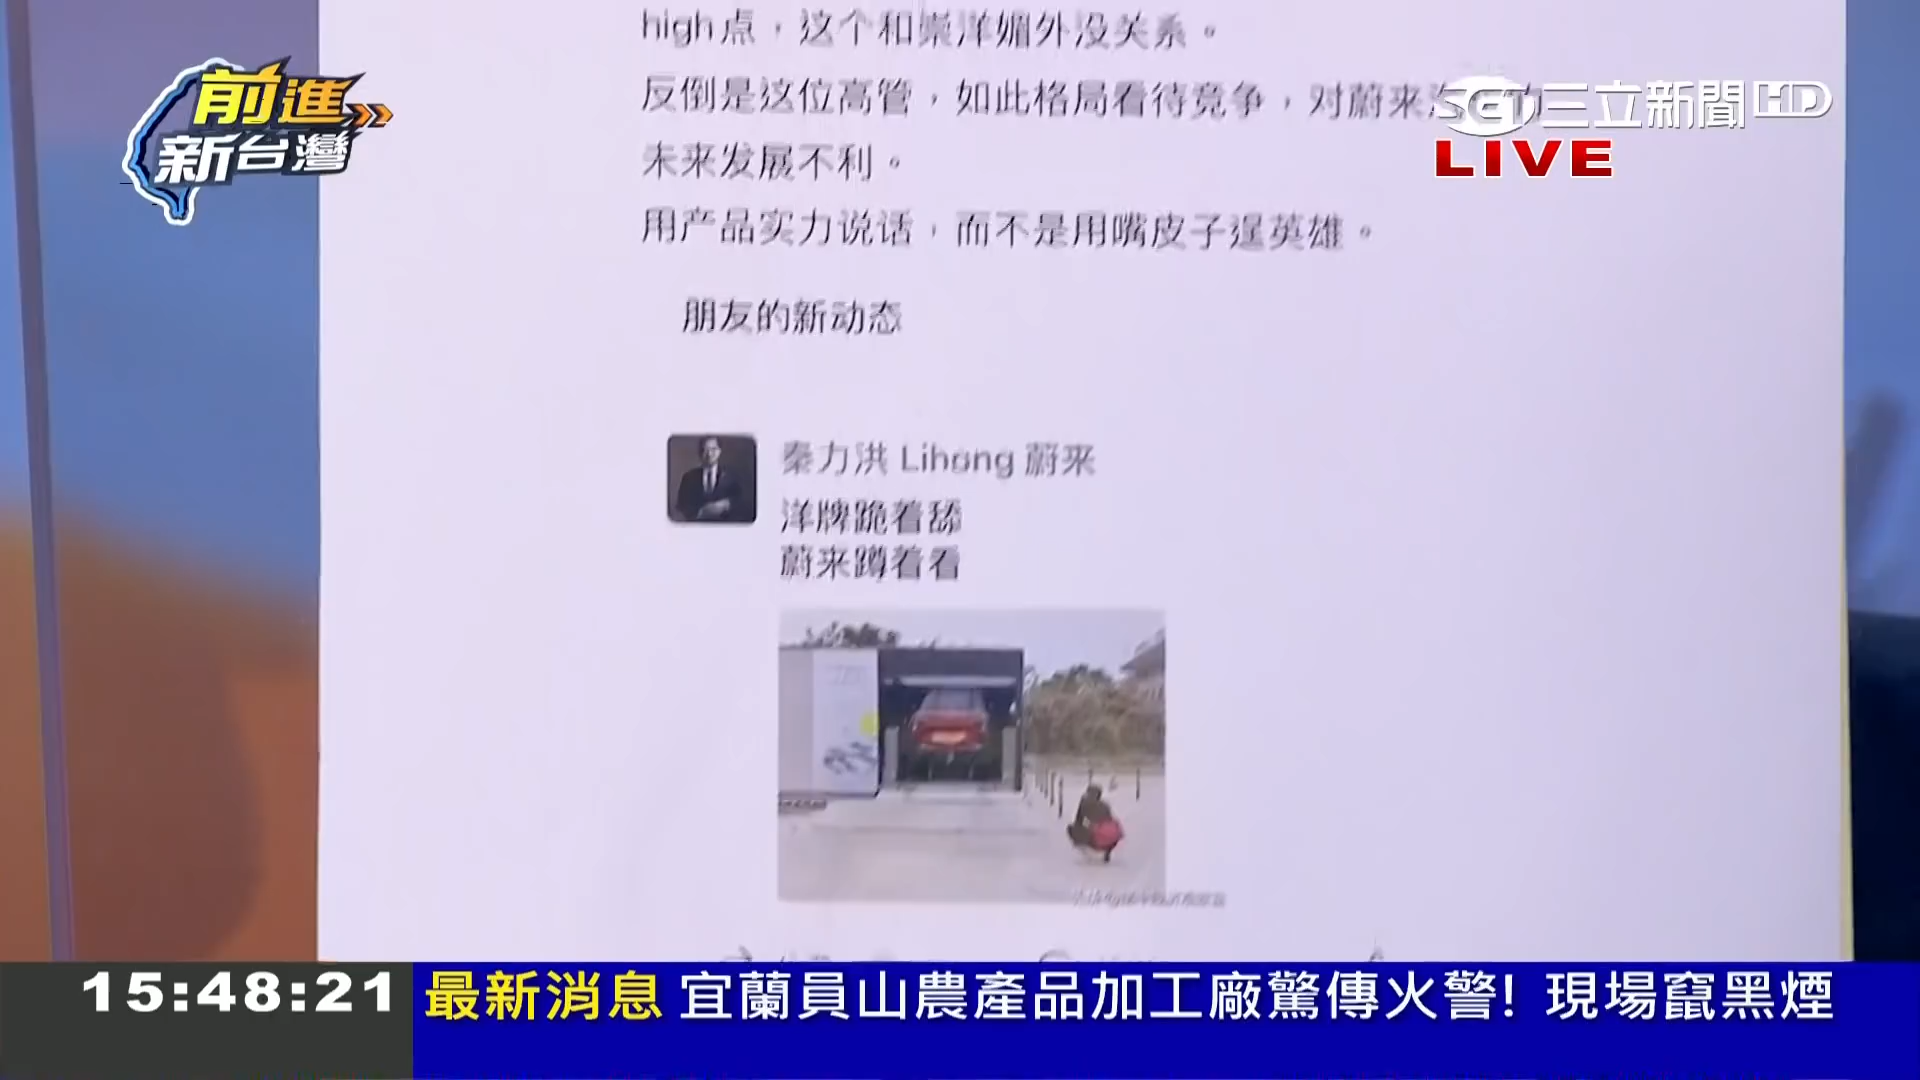 high点，这个和崇洋媚外没关系。
前進
新台灣
反倒是这位高管，如此格局看待竞争，对蔚来
三立新聞HD
LIVE
未来发展不利。
用产品实力说话，而不是用嘴皮子逞英雄。
朋友的新动态
秦力洪 Lihong 蔚来
洋牌跪着舔
蔚来蹲着看
15:48:21
最新消息 宜蘭員山農產品加工廠驚傳火警! 現場竄黑煙